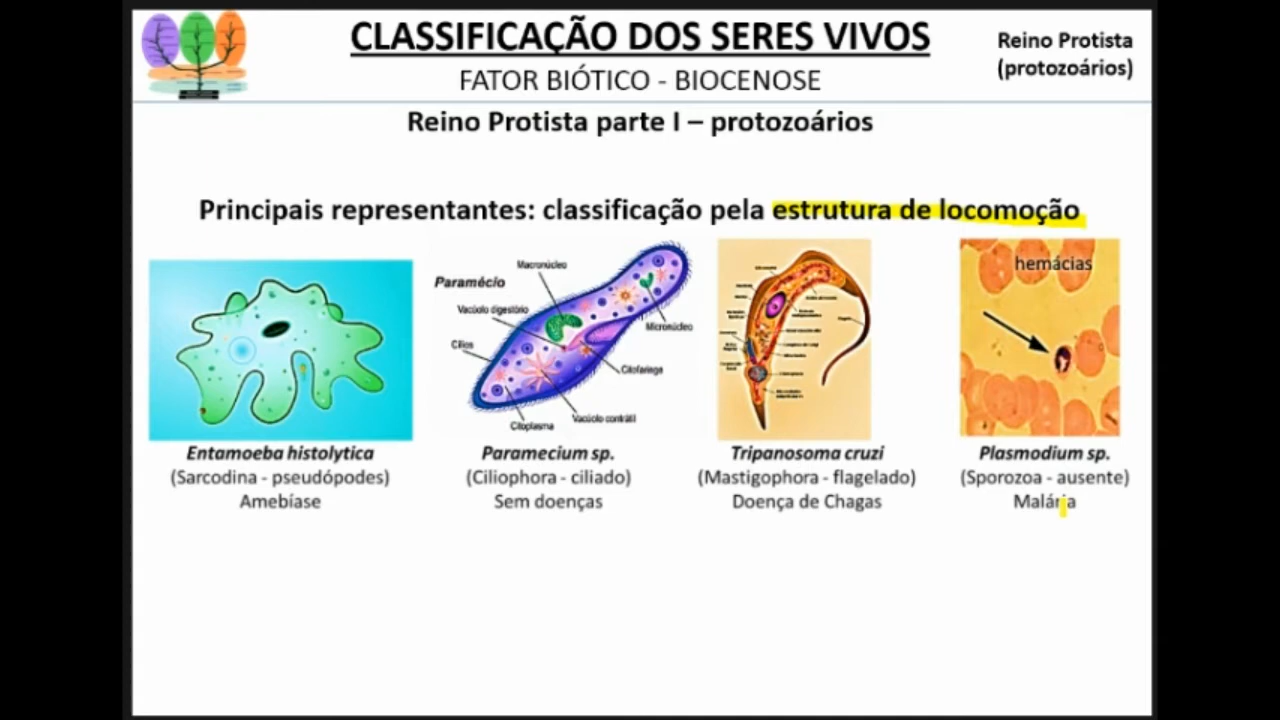 CLASSIFICAÇÃO DOS SERES VIVOS
FATOR BIÓTICO - BIOCENOSE
Reino Protista
(protozoários)
Reino Protista parte I – protozoários
Principais representantes: classificação pela estrutura de locomoção
Paramécio
Macronúcleo
Vacúolo digestório
Cílios
Micronúcleo
Citofaringe
Vacúolo contrátil
Citoplasma
hemácias
Entamoeba histolytica
(Sarcodina - pseudópodes)
Amebíase
Paramecium sp.
(Ciliophora - ciliado)
Sem doenças
Tripanosoma cruzi
(Mastigophora - flagelado)
Doença de Chagas
Plasmodium sp.
(Sporozoa - ausente)
Malária